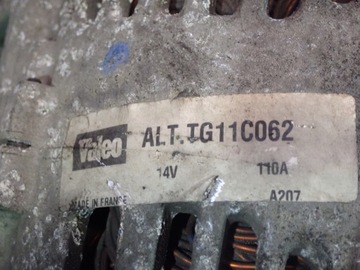 Valeo ALT.TG11C062
14V 110A
MADE IN FRANCE A207